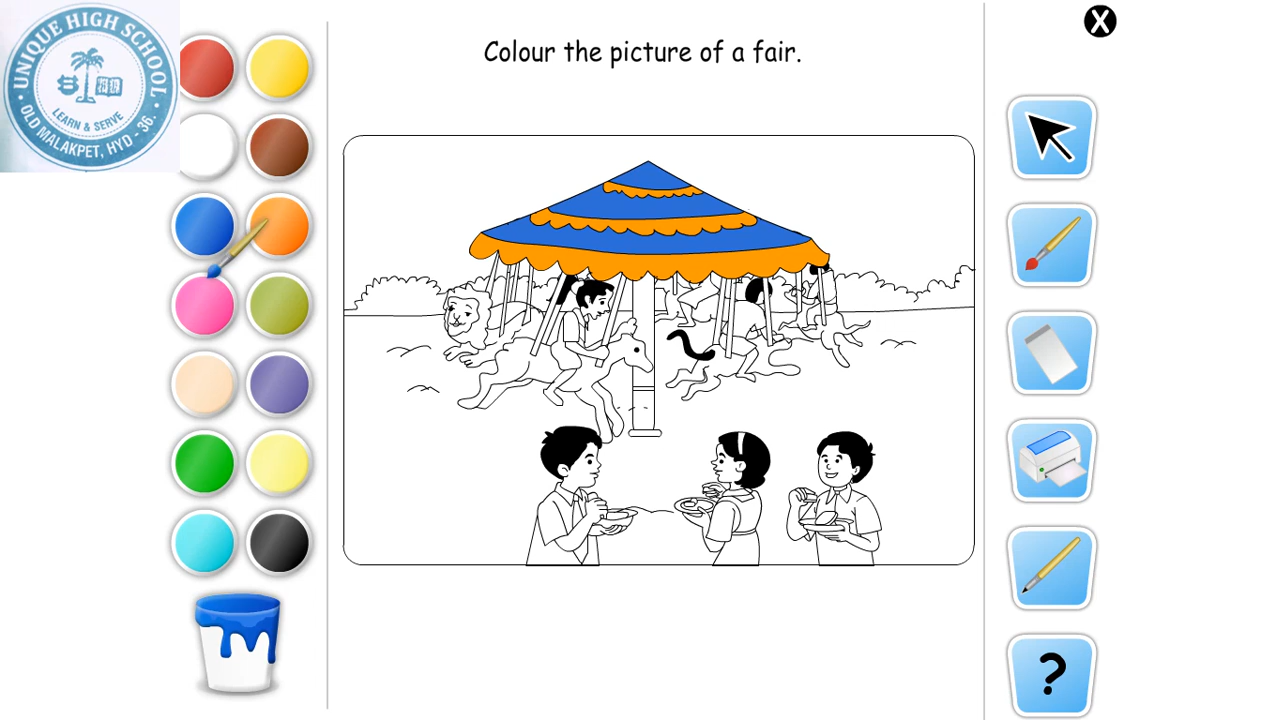 UNIQUE HIGH SCHOOL
LEARN & SERVE
OLD MALAKPET, HYD - 36.
Colour the picture of a fair.
X
?